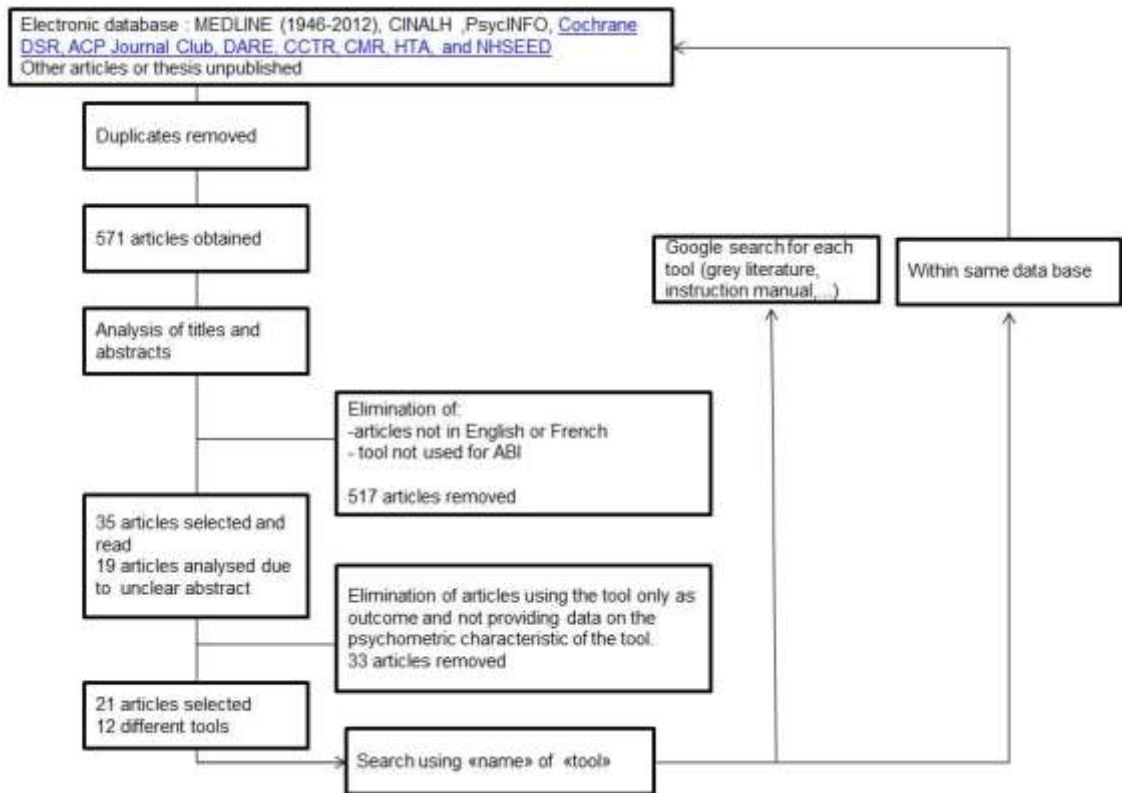 Electronic database : MEDLINE (1946-2012), CINALH ,PsycINFO, Cochrane
DSR, ACP Journal Club, DARE, CCTR, CMR, HTA, and NHSEED
Other articles or thesis unpublished
Duplicates removed
571 articles obtained
Google search for each
tool (grey literature,
instruction manual,...)
Within same data base
Analysis of titles and
abstracts
Elimination of:
-articles not in English or French
- tool not used for ABI
517 articles removed
35 articles selected and
read
19 articles analysed due
to unclear abstract
Elimination of articles using the tool only as
outcome and not providing data on the
psychometric characteristic of the tool.
33 articles removed
21 articles selected
12 different tools
Search using «name» of «tool»